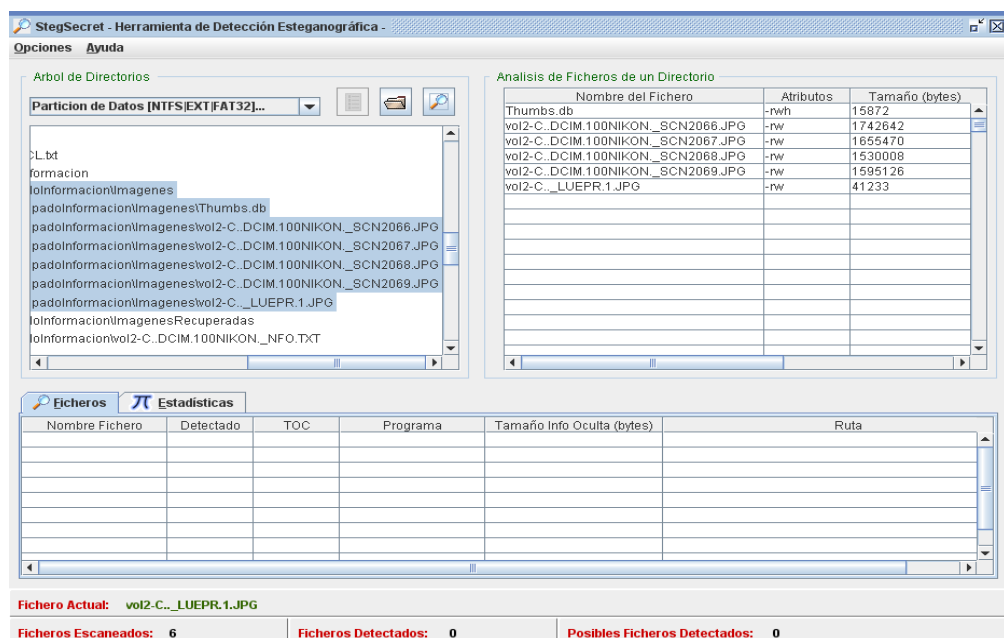 StegSecret - Herramienta de Detección Esteganográfica -
Opciones Ayuda
Arbol de Directorios
Particion de Datos [NTFS|EXT|FAT32]...
CL.txt
formacion
loInformacion\Imagenes
padoInformacion\Imagenes\Thumbs.db
padoInformacion\Imagenes\vol2-C..DCIM.100NIKON._SCN2066.JPG
padoInformacion\Imagenes\vol2-C..DCIM.100NIKON._SCN2067.JPG
padoInformacion\Imagenes\vol2-C..DCIM.100NIKON._SCN2068.JPG
padoInformacion\Imagenes\vol2-C..DCIM.100NIKON._SCN2069.JPG
padoInformacion\Imagenes\vol2-C.._LUEPR.1.JPG
loInformacion\ImagenesRecuperadas
loInformacion\vol2-C..DCIM.100NIKON._NFO.TXT
Analisis de Ficheros de un Directorio
Nombre del Fichero Atributos Tamaño (bytes)
Thumbs.db -rwh 15872
vol2-C..DCIM.100NIKON._SCN2066.JPG -rw 1742642
vol2-C..DCIM.100NIKON._SCN2067.JPG -rw 1655470
vol2-C..DCIM.100NIKON._SCN2068.JPG -rw 1530008
vol2-C..DCIM.100NIKON._SCN2069.JPG -rw 1595126
vol2-C.._LUEPR.1.JPG -rw 41233
Ficheros π Estadísticas
Nombre Fichero Detectado TOC Programa Tamaño Info Oculta (bytes) Ruta
Fichero Actual: vol2-C.._LUEPR.1.JPG
Ficheros Escaneados: 6 Ficheros Detectados: 0 Posibles Ficheros Detectados: 0